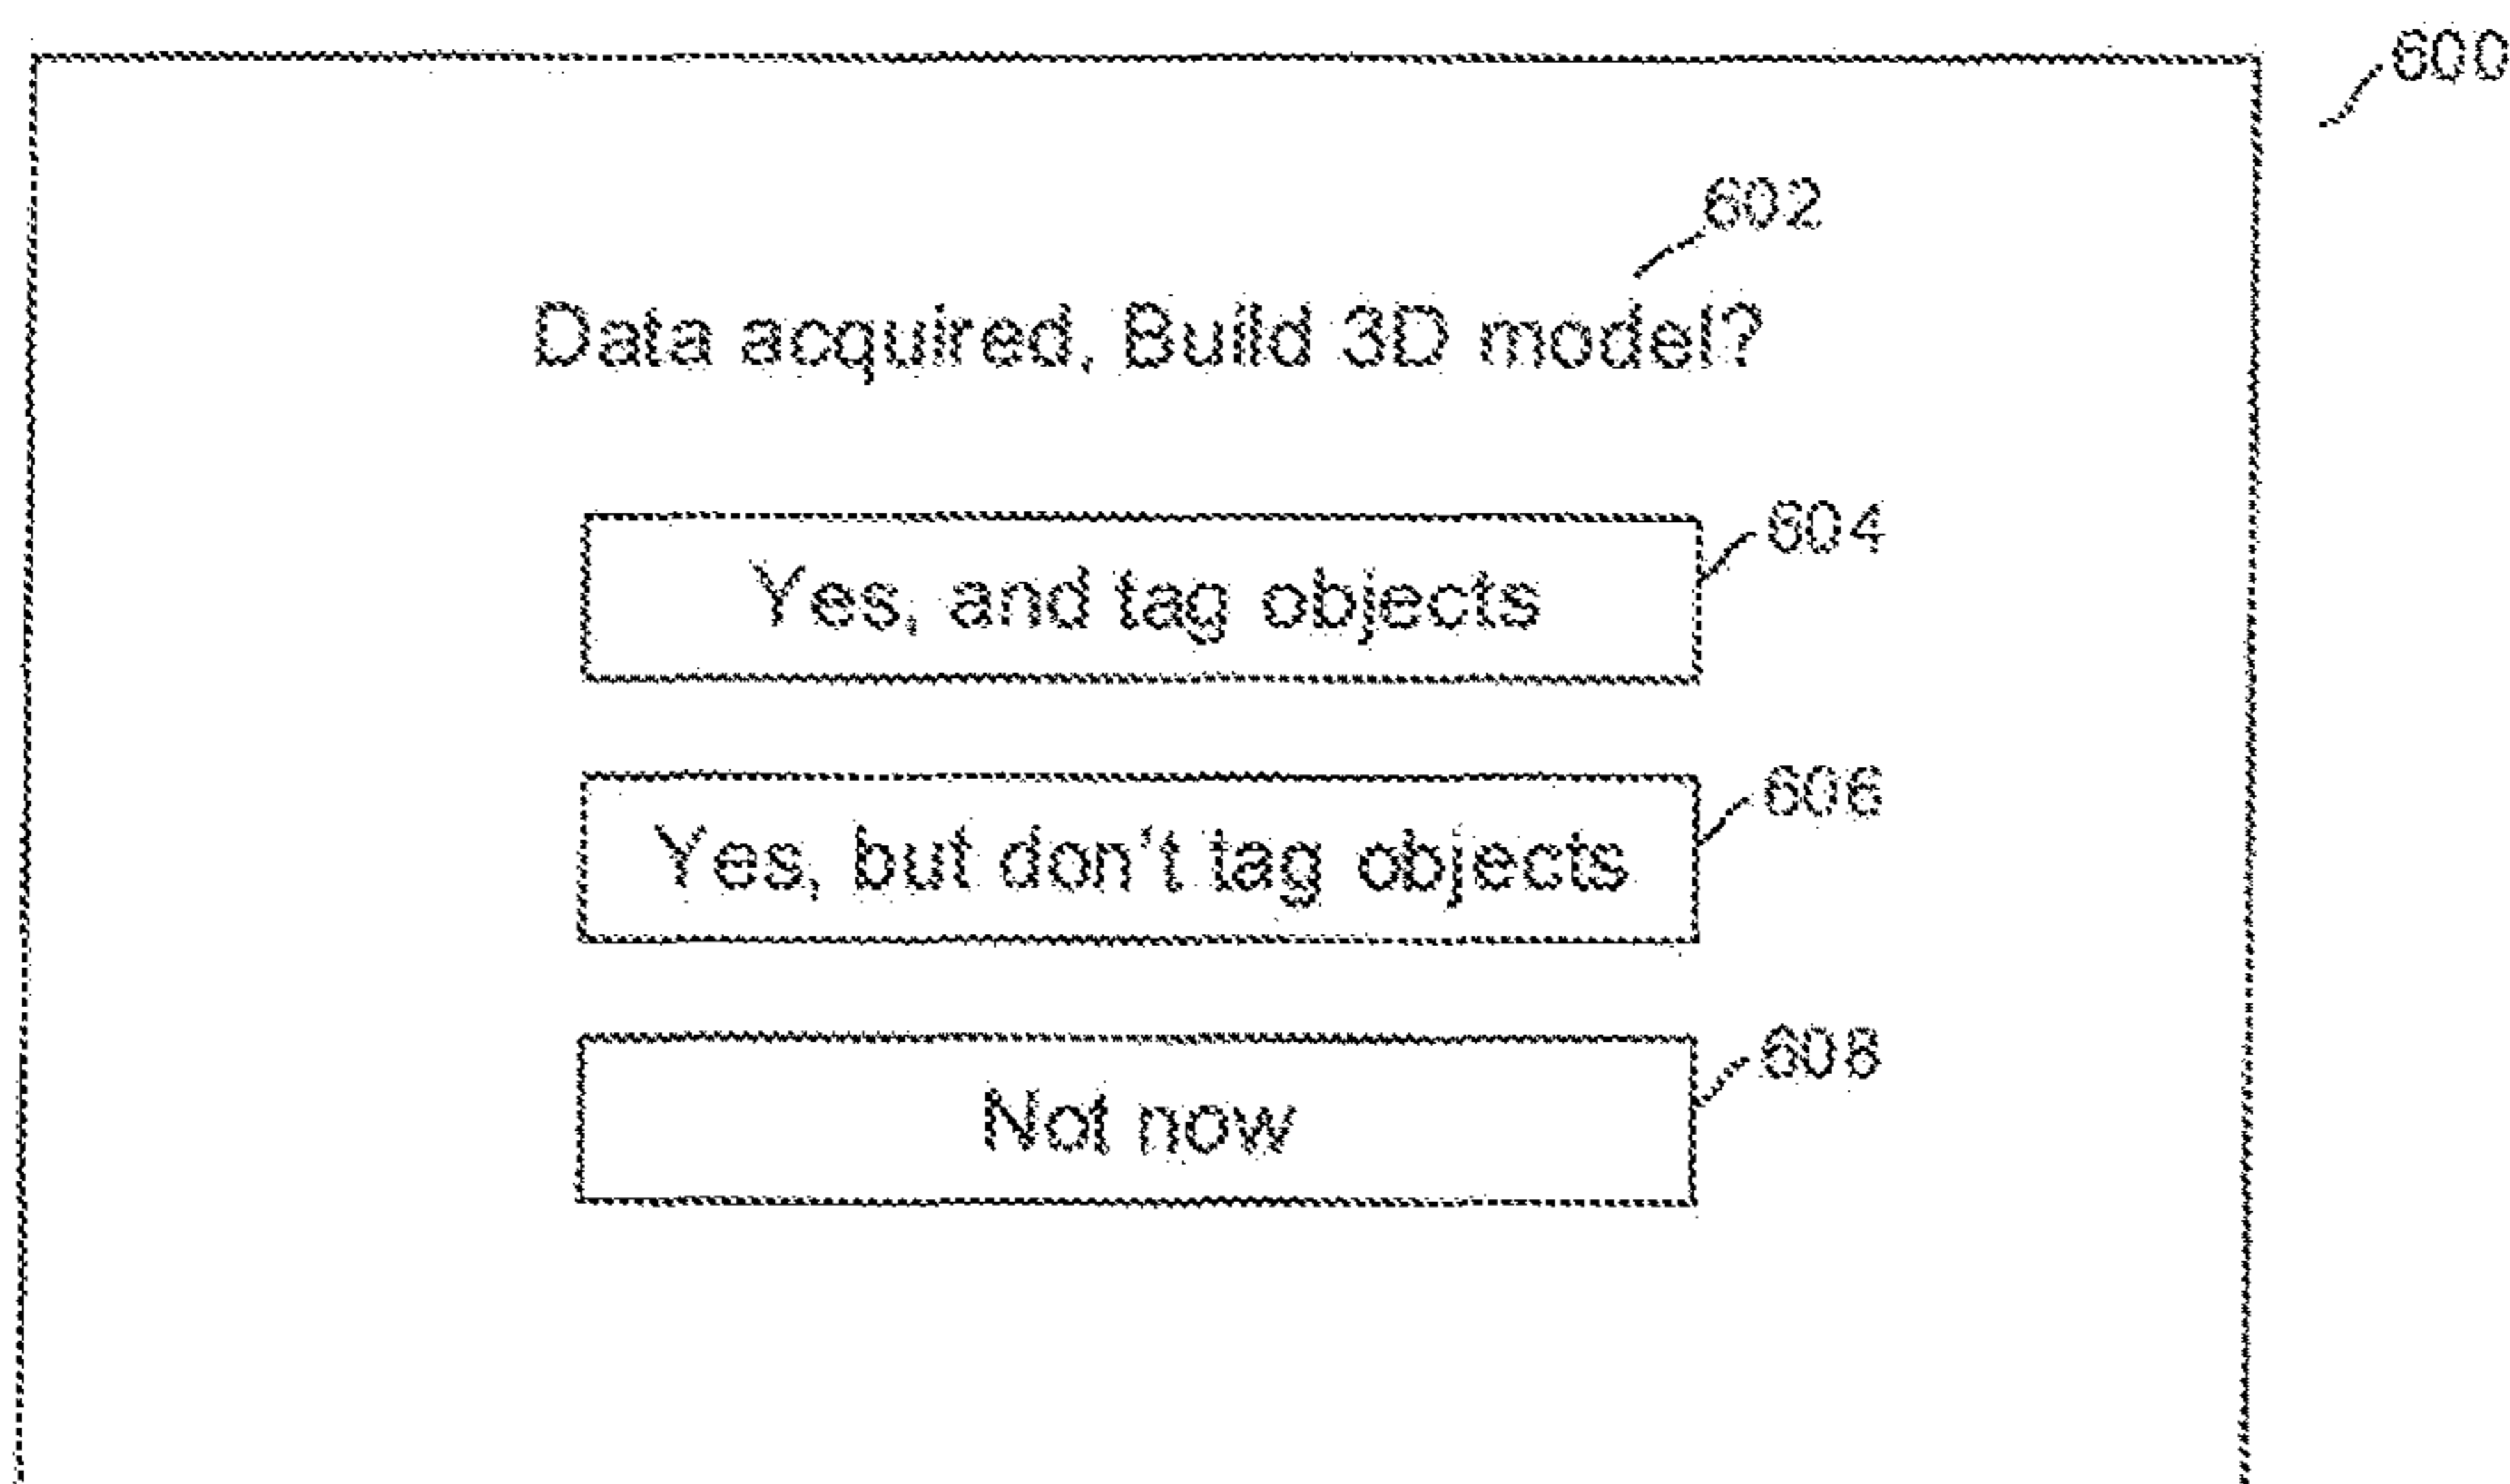 600
602
Data acquired, Build 3D model?
604
Yes, and tag objects
606
Yes, but don't tag objects
608
Not now